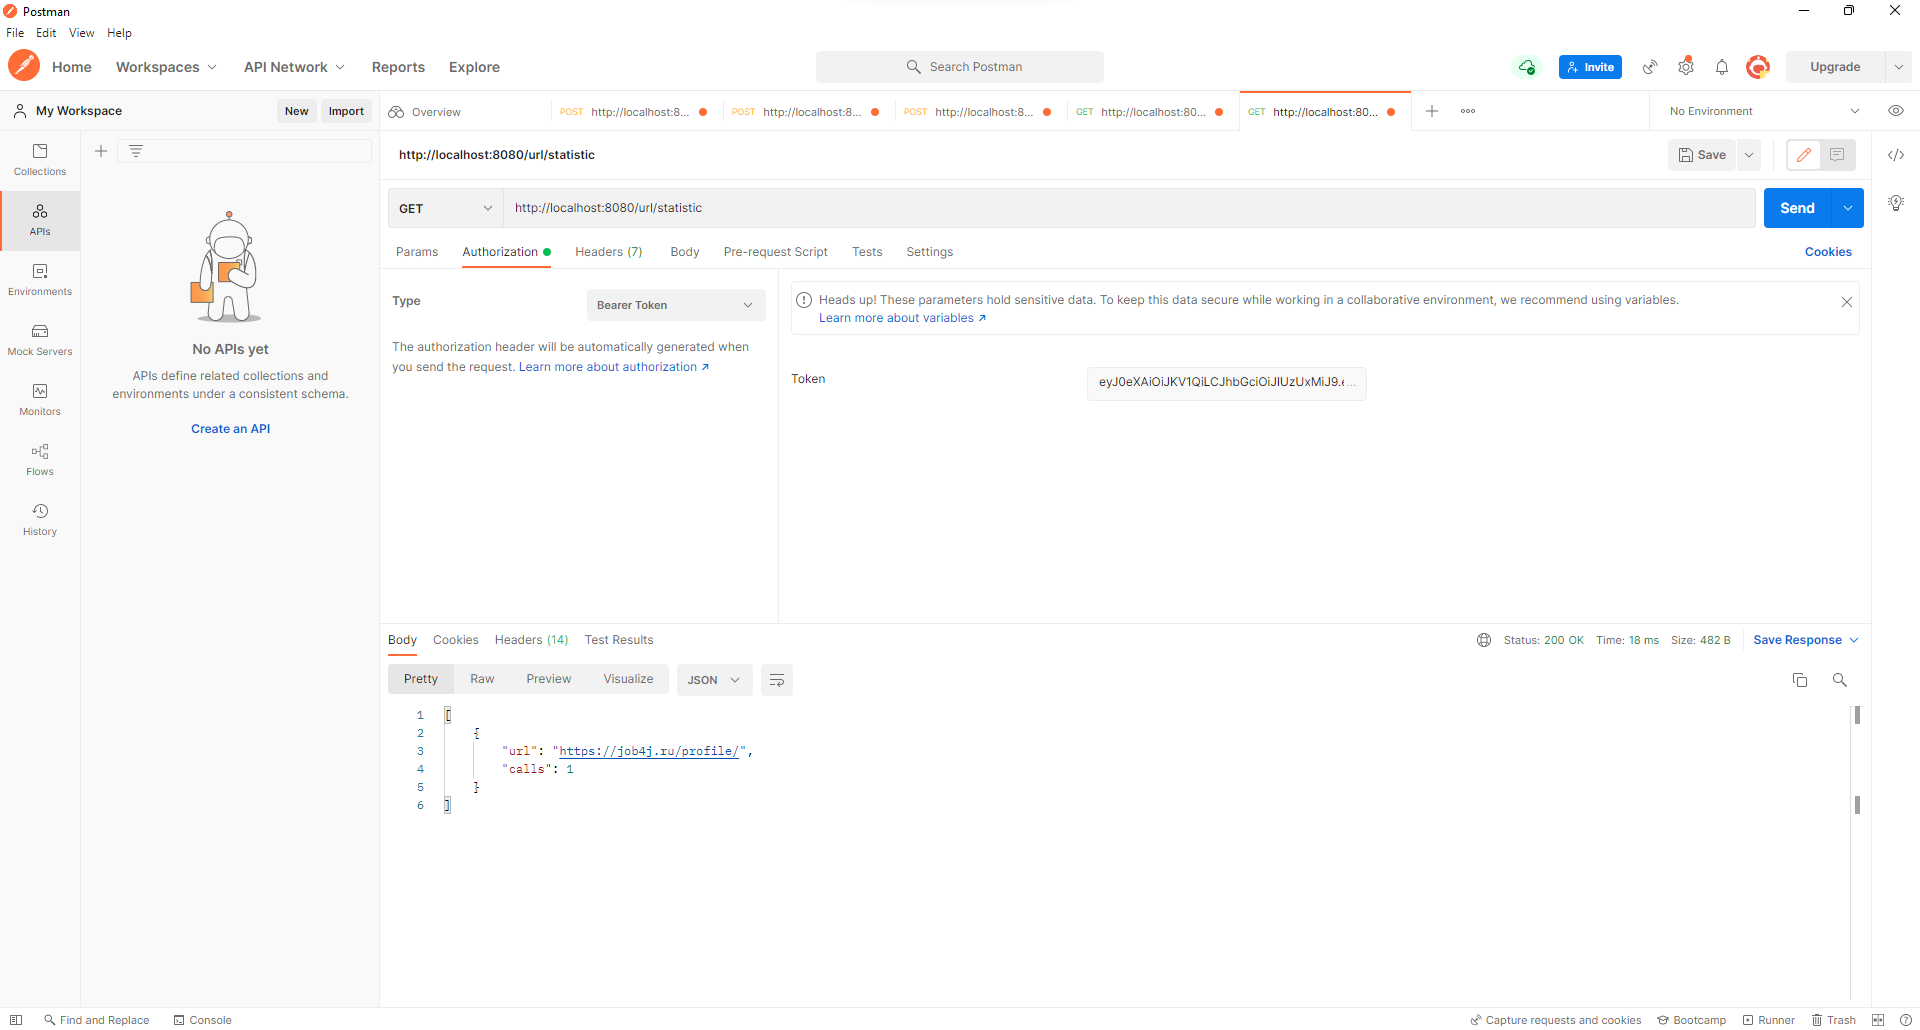 Postman
File Edit View Help
Home Workspaces API Network Reports Explore Search Postman Invite Upgrade
My Workspace New Import Overview POST http://localhost:8... POST http://localhost:8... POST http://localhost:8... GET http://localhost:80... GET http://localhost:80... No Environment
http://localhost:8080/url/statistic Save
GET http://localhost:8080/url/statistic Send
Params Authorization Headers (7) Body Pre-request Script Tests Settings Cookies
Collections
APIs
Environments
Mock Servers
Monitors
Flows
History
No APIs yet
APIs define related collections and
environments under a consistent schema.
Create an API
Type Bearer Token
The authorization header will be automatically generated when
you send the request. Learn more about authorization ↗
Heads up! These parameters hold sensitive data. To keep this data secure while working in a collaborative environment, we recommend using variables.
Learn more about variables ↗
Token eyJ0eXAiOiJKV1QiLCJhbGciOiJIUzUxMiJ9.e...
Body Cookies Headers (14) Test Results Status: 200 OK Time: 18 ms Size: 482 B Save Response
Pretty Raw Preview Visualize JSON
1 [
2 {
3 "url": "https://job4j.ru/profile/",
4 "calls": 1
5 }
6 ]
Find and Replace Console Capture requests and cookies Bootcamp Runner Trash